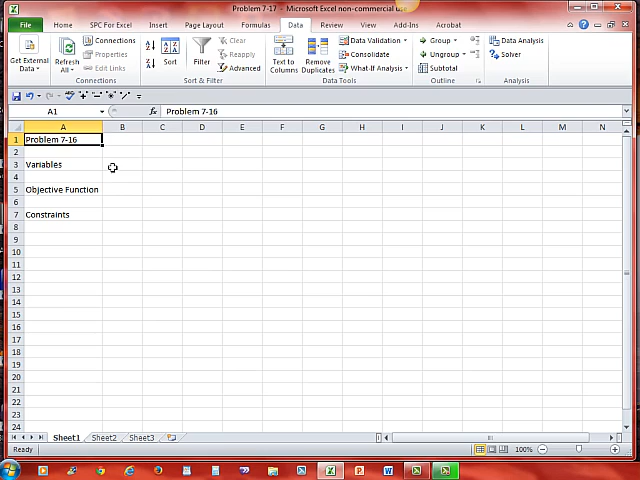 Problem 7-17 - Microsoft Excel non-commercial use
File Home SPC For Excel Insert Page Layout Formulas Data Review View Add-Ins Acrobat
Get External Data
Refresh All
Connections
Properties
Edit Links
Connections
Sort
Filter
Clear
Reapply
Advanced
Sort & Filter
Text to Columns
Remove Duplicates
Data Validation
Consolidate
What-If Analysis
Data Tools
Group
Ungroup
Subtotal
Outline
Data Analysis
Solver
Analysis
A1 fx Problem 7-16
A B C D E F G H I J K L M N
1 Problem 7-16
2
3 Variables
4
5 Objective Function
6
7 Constraints
8
9
10
11
12
13
14
15
16
17
18
19
20
21
22
23
24
Sheet1 Sheet2 Sheet3
Ready 100%